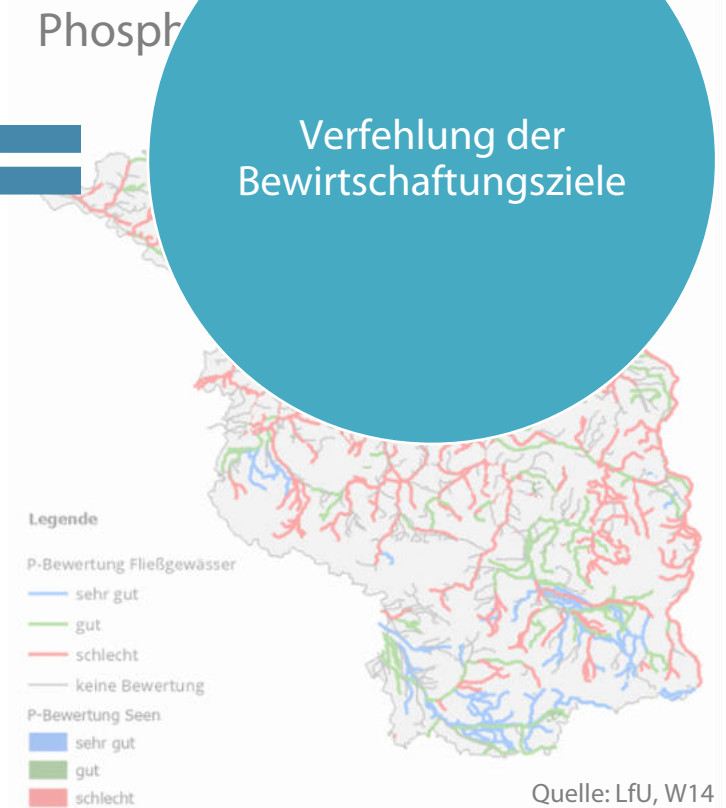 Phosph
Verfehlung der
Bewirtschaftungsziele
Legende
P-Bewertung Fließgewässer
sehr gut
gut
schlecht
keine Bewertung
P-Bewertung Seen
sehr gut
gut
schlecht
Quelle: LfU, W14